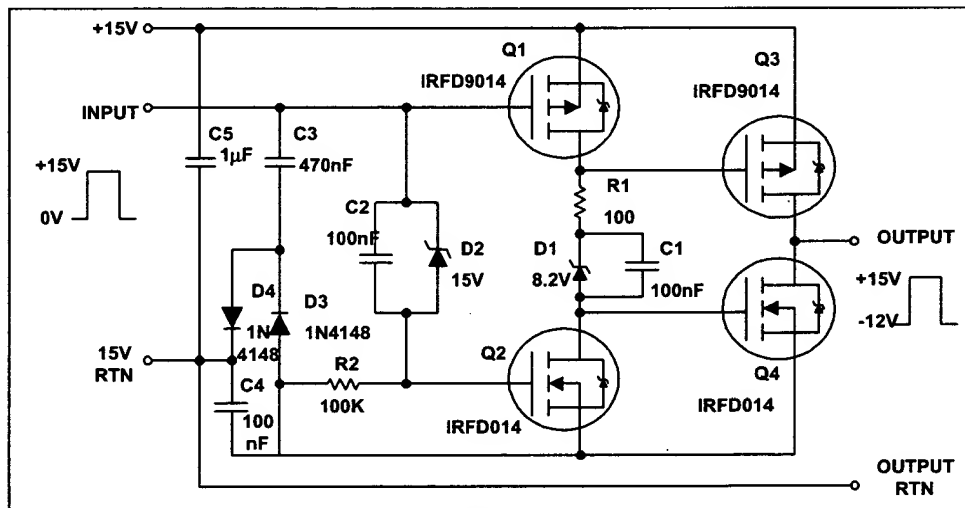 +15V
Q1
Q3
IRFD9014
IRFD9014
INPUT
C5
1μF
C3
470nF
+15V
0V
R1
100
C2
100nF
D2
15V
D1
8.2V
C1
100nF
OUTPUT
+15V
-12V
D4
1N
4148
D3
1N4148
15V
RTN
R2
100K
Q2
Q4
C4
100
nF
IRFD014
IRFD014
OUTPUT
RTN